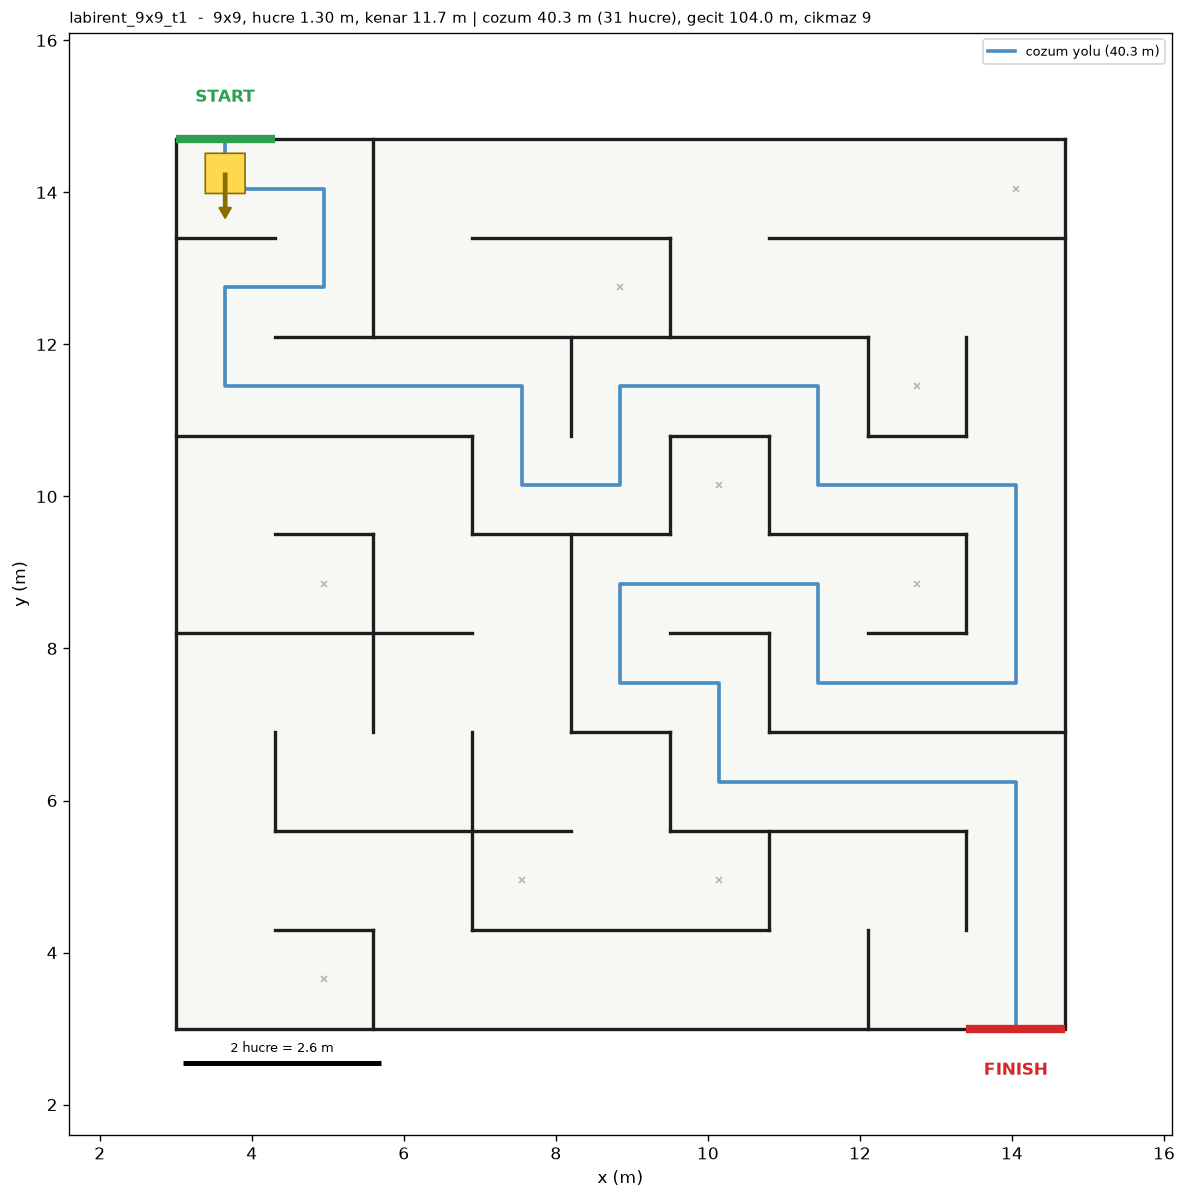 labirent_9x9_t1  -  9x9, hucre 1.30 m, kenar 11.7 m | cozum 40.3 m (31 hucre), gecit 104.0 m, cikmaz 9
cozum yolu (40.3 m)
START
16
14
12
10
8
6
4
2
y (m)
2 hucre = 2.6 m
FINISH
2
4
6
8
10
12
14
16
x (m)